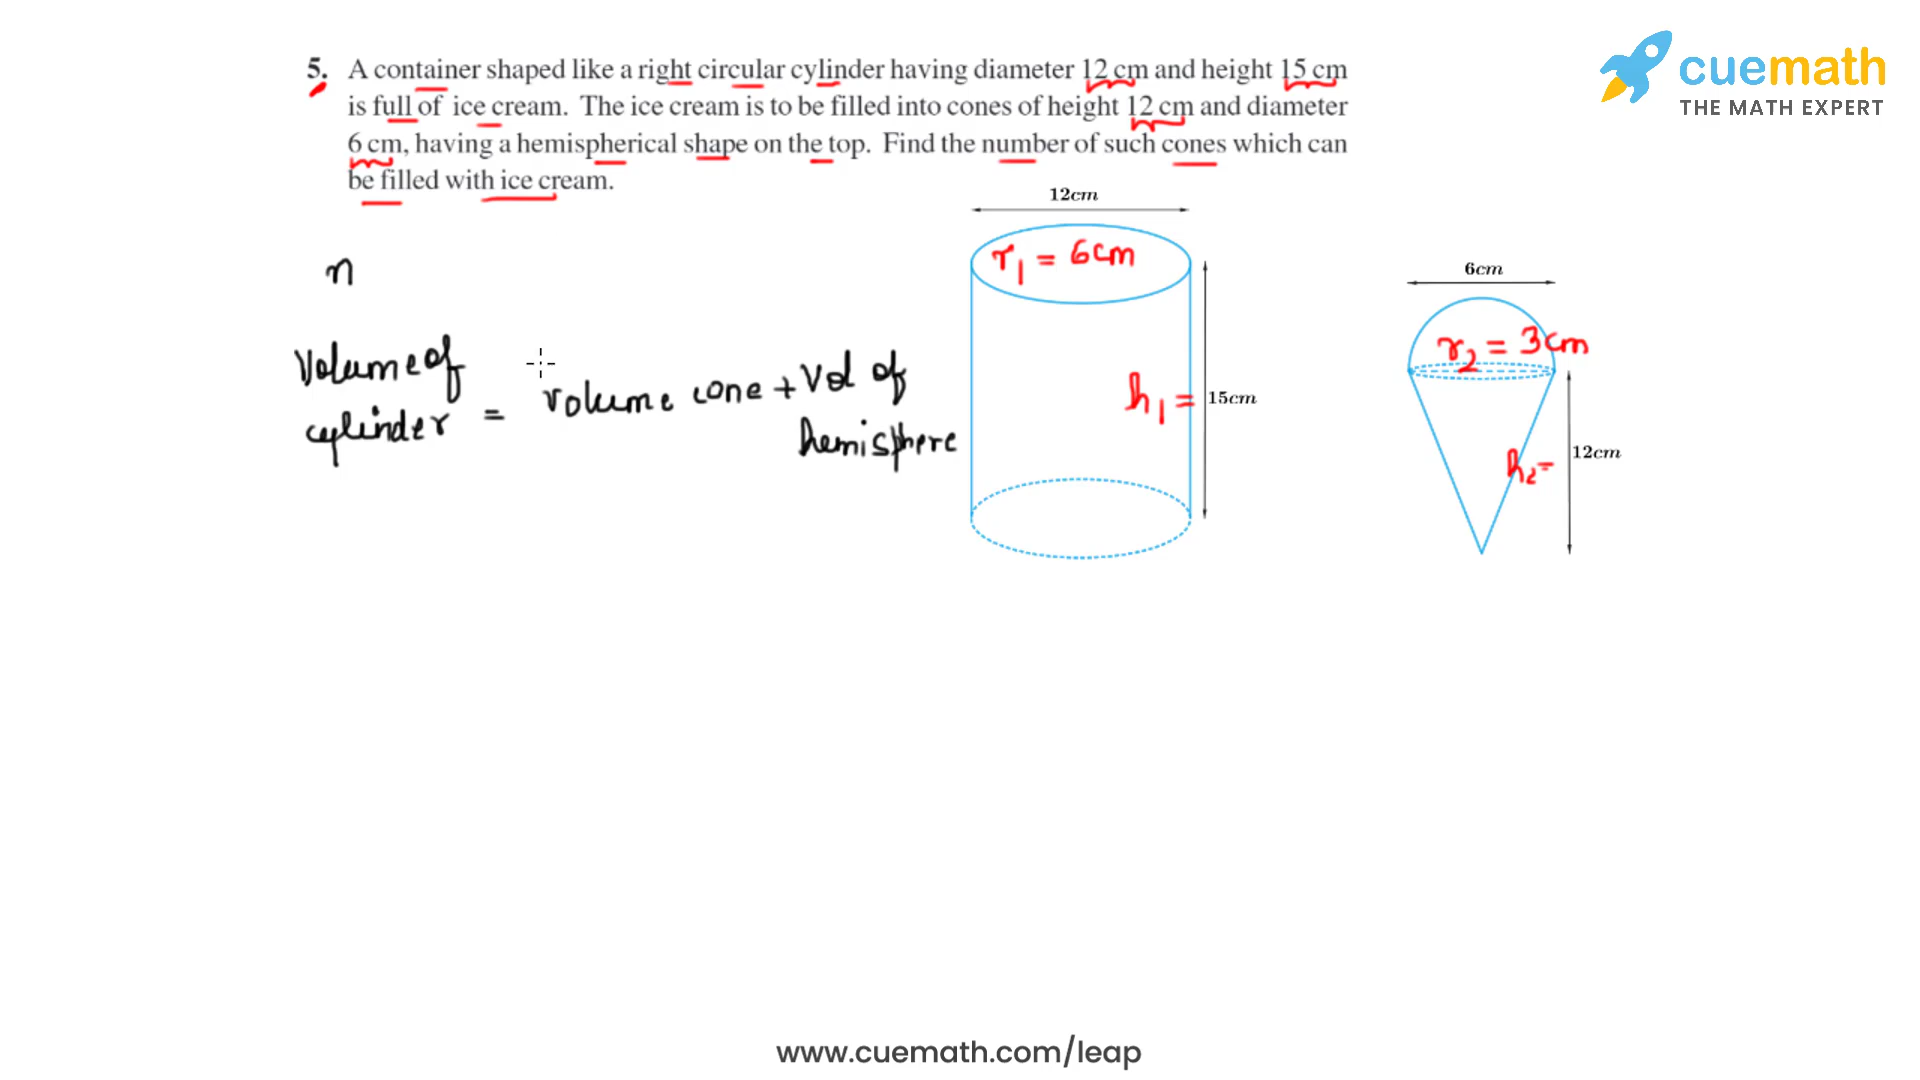 5. A container shaped like a right circular cylinder having diameter 12 cm and height 15 cm
is full of ice cream. The ice cream is to be filled into cones of height 12 cm and diameter
6 cm, having a hemispherical shape on the top. Find the number of such cones which can
be filled with ice cream.
cuemath
THE MATH EXPERT
n
Volume of
cylinder = volume cone + Vol of
hemisphere
12cm
r1 = 6cm
h1 = 15cm
6cm
r2 = 3cm
h2= 12cm
www.cuemath.com/leap